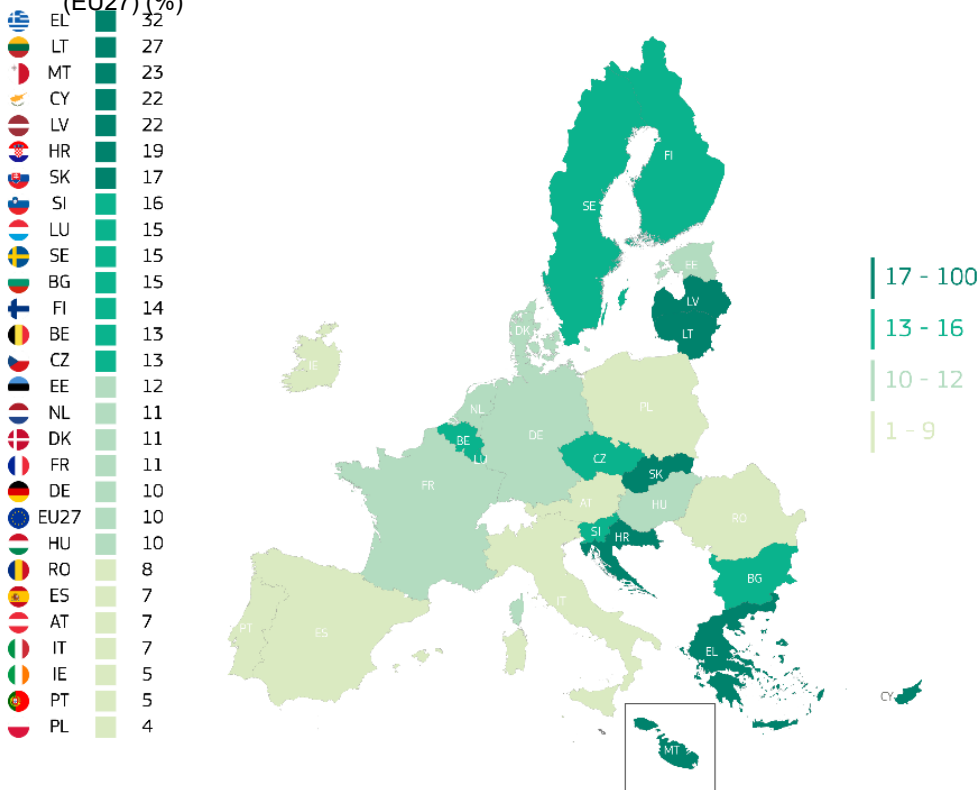 (EU27) (%)
EL 32
LT 27
MT 23
CY 22
LV 22
HR 19
SK 17
SI 16
LU 15
SE 15
BG 15
FI 14
BE 13
CZ 13
EE 12
NL 11
DK 11
FR 11
DE 10
EU27 10
HU 10
RO 8
ES 7
AT 7
IT 7
IE 5
PT 5
PL 4
FI
SE
EE
LV
LT
DK
IE
NL
PL
DE
BE
LU
CZ
SK
FR
AT
HU
RO
SI
HR
BG
IT
PT
ES
EL
CY
MT
17 - 100
13 - 16
10 - 12
1 - 9